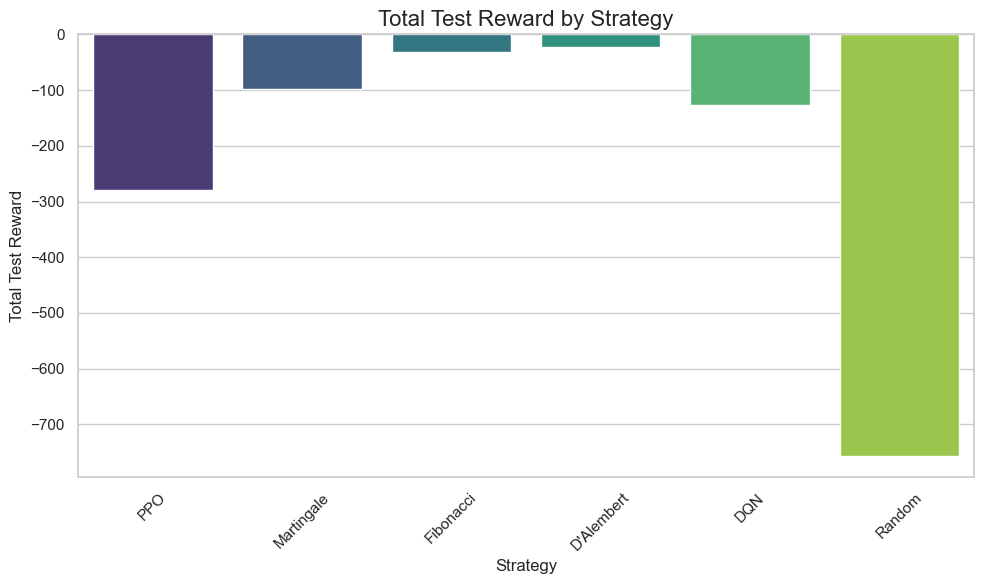 Total Test Reward by Strategy
Total Test Reward
0
−100
−200
−300
−400
−500
−600
−700
PPO
Martingale
Fibonacci
D'Alembert
DQN
Random
Strategy